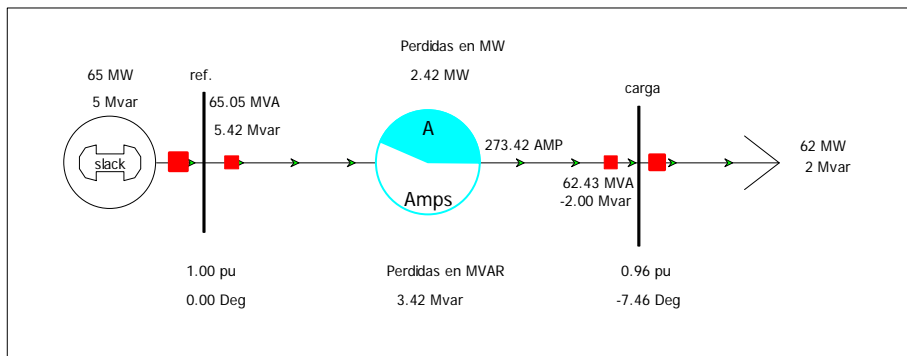 Perdidas en MW
2.42 MW
65 MW
5 Mvar
ref.
65.05 MVA
5.42 Mvar
slack
A
Amps
273.42 AMP
carga
62.43 MVA
-2.00 Mvar
62 MW
2 Mvar
1.00 pu
0.00 Deg
Perdidas en MVAR
3.42 Mvar
0.96 pu
-7.46 Deg